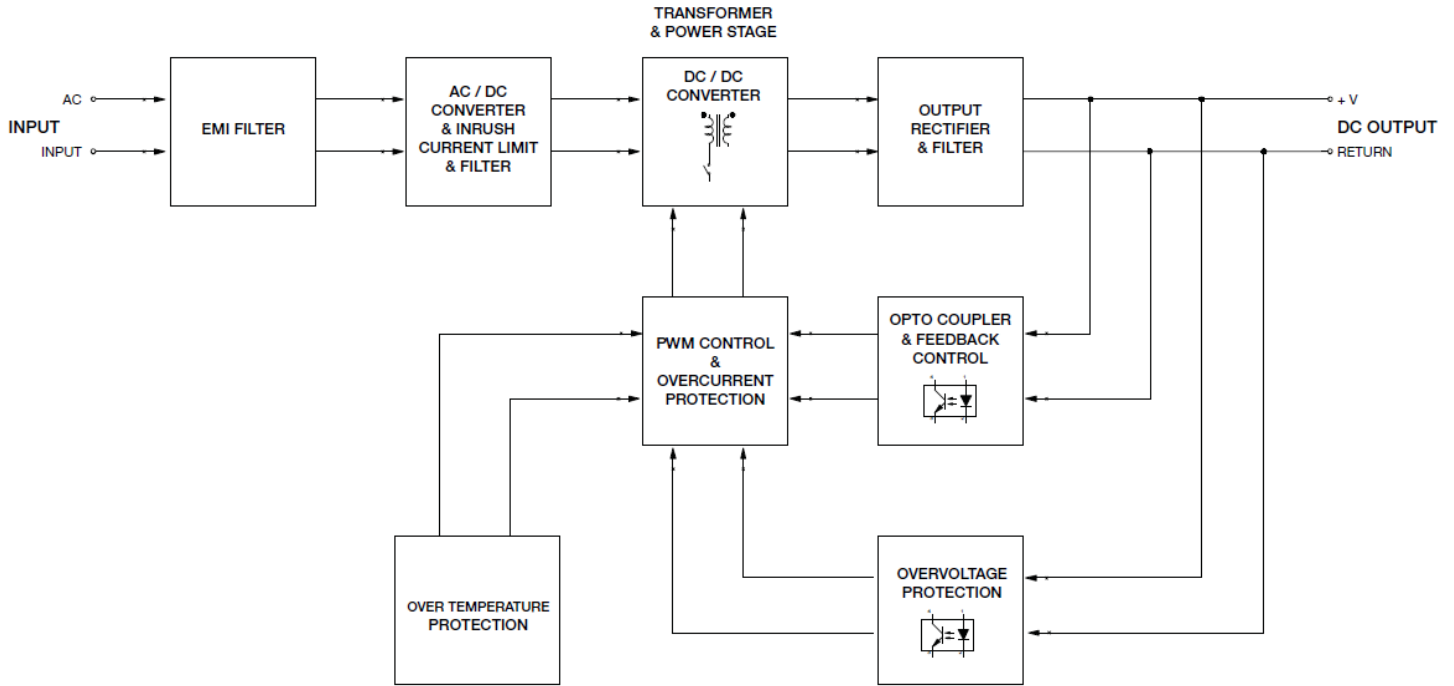 TRANSFORMER
& POWER STAGE
INPUT
AC
INPUT
EMI FILTER
AC / DC
CONVERTER
& INRUSH
CURRENT LIMIT
& FILTER
DC / DC
CONVERTER
OUTPUT
RECTIFIER
& FILTER
+ V
DC OUTPUT
RETURN
PWM CONTROL
&
OVERCURRENT
PROTECTION
OPTO COUPLER
& FEEDBACK
CONTROL
OVER TEMPERATURE
PROTECTION
OVERVOLTAGE
PROTECTION